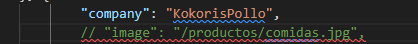 "company": "KokorisPollo",
// "image": "/productos/comidas.jpg",